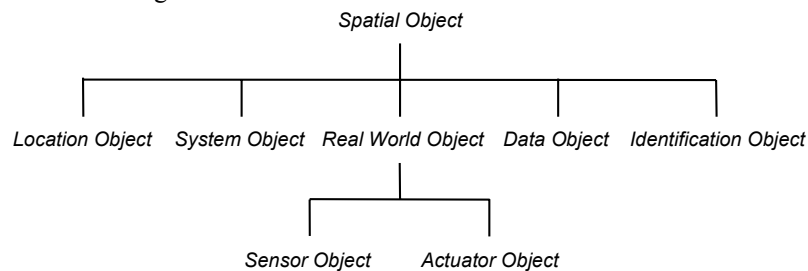 Spatial Object
Location Object System Object Real World Object Data Object Identification Object
Sensor Object Actuator Object